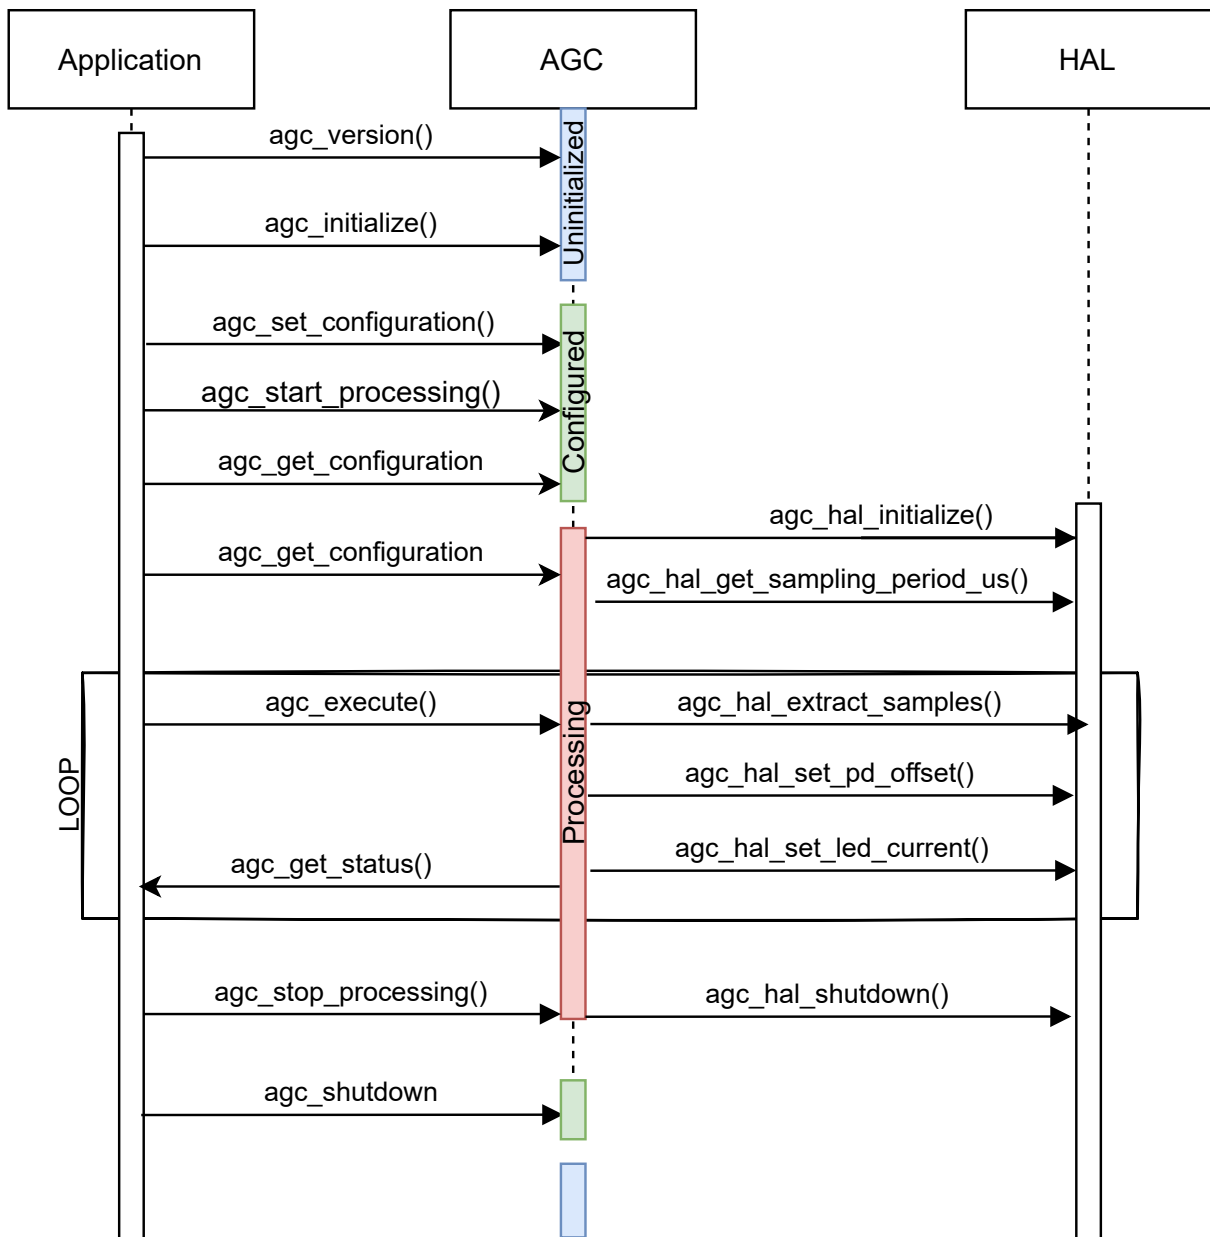 Application
AGC
HAL
agc_version()
Uninitialized
agc_initialize()
agc_set_configuration()
Configured
agc_start_processing()
agc_get_configuration
agc_hal_initialize()
agc_get_configuration
agc_hal_get_sampling_period_us()
LOOP
agc_execute()
Processing
agc_hal_extract_samples()
agc_hal_set_pd_offset()
agc_hal_set_led_current()
agc_get_status()
agc_stop_processing()
agc_hal_shutdown()
agc_shutdown